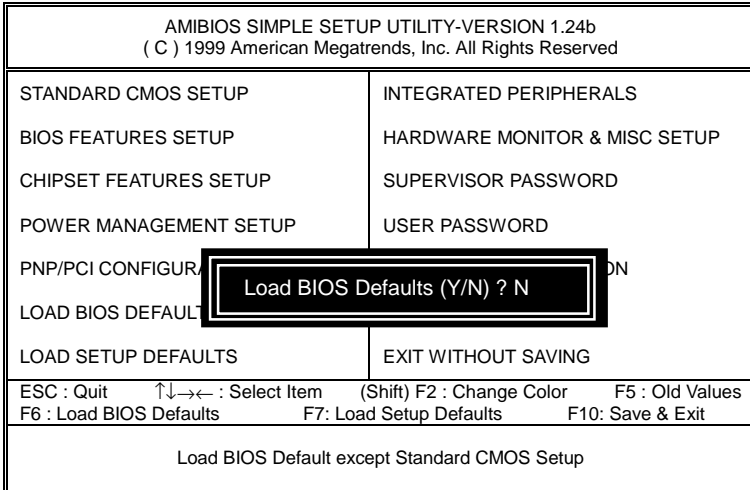 AMIBIOS SIMPLE SETUP UTILITY-VERSION 1.24b
( C ) 1999 American Megatrends, Inc. All Rights Reserved
STANDARD CMOS SETUP
BIOS FEATURES SETUP
CHIPSET FEATURES SETUP
POWER MANAGEMENT SETUP
PNP/PCI
LOAD BIOS
LOAD SETUP DEFAULTS
INTEGRATED PERIPHERALS
HARDWARE MONITOR & MISC SETUP
SUPERVISOR PASSWORD
USER PASSWORD
EXIT WITHOUT SAVING
Load BIOS Defaults (Y/N) ? N
ESC : Quit ↑↓→← : Select Item (Shift) F2 : Change Color F5 : Old Values
F6 : Load BIOS Defaults F7: Load Setup Defaults F10: Save & Exit
Load BIOS Default except Standard CMOS Setup